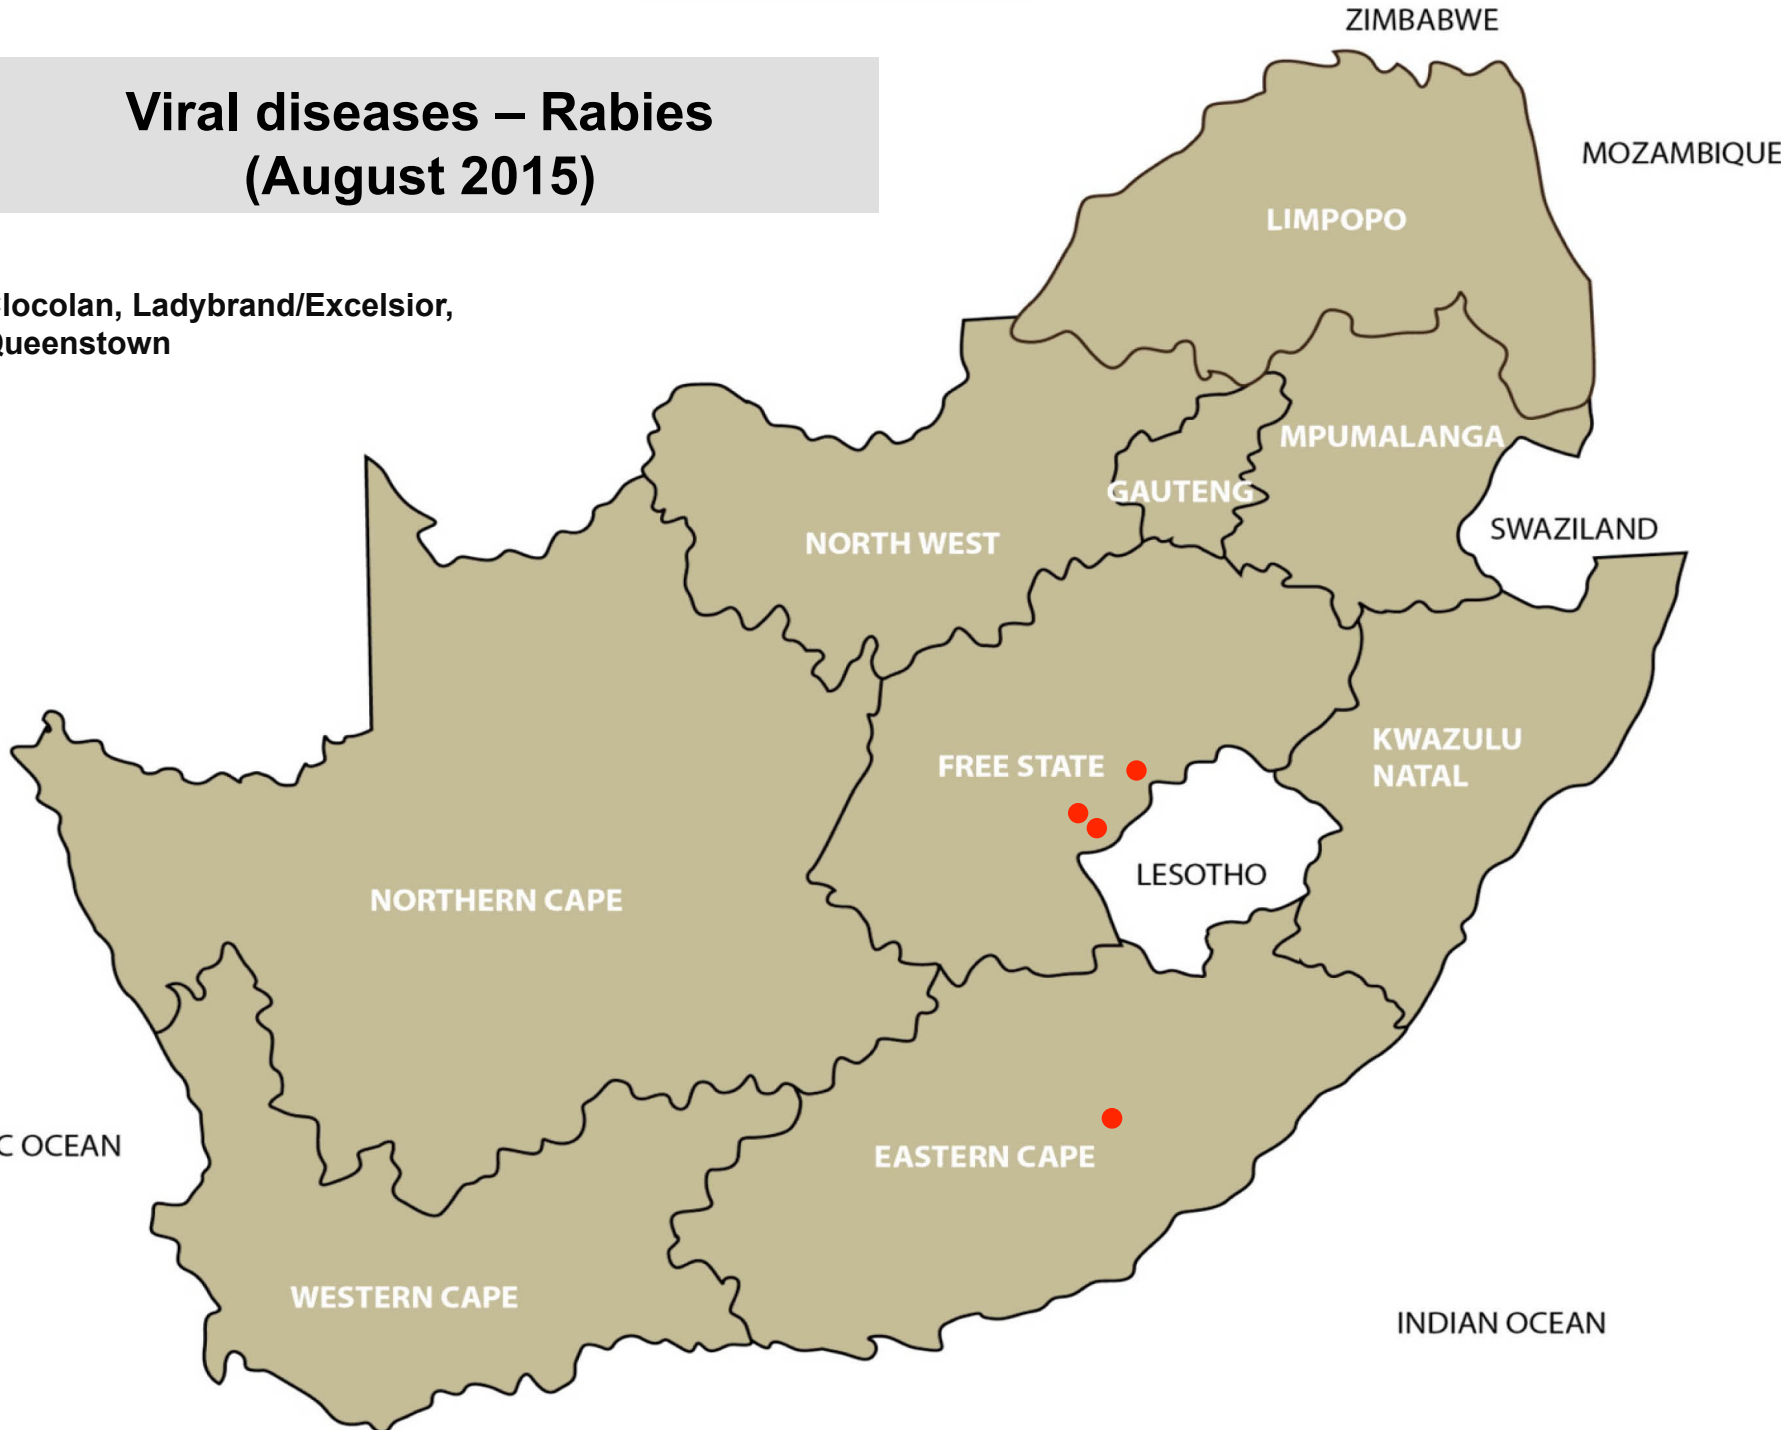 ZIMBABWE
Viral diseases – Rabies
(August 2015)
MOZAMBIQUE
LIMPOPO
locolan, Ladybrand/Excelsior,
Queenstown
MPUMALANGA
GAUTENG
SWAZILAND
NORTH WEST
KWAZULU
NATAL
FREE STATE
LESOTHO
NORTHERN CAPE
C OCEAN
EASTERN CAPE
WESTERN CAPE
INDIAN OCEAN